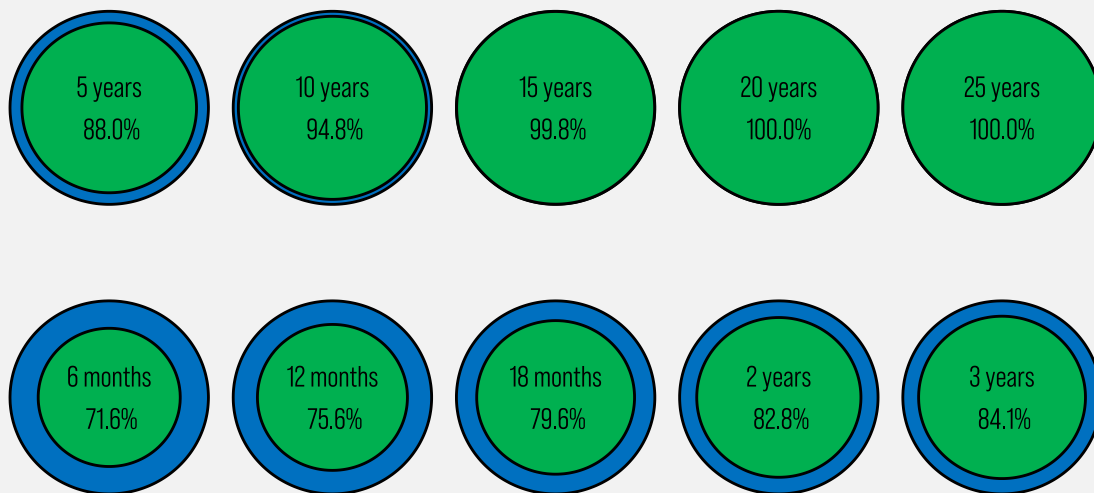 5 years
88.0%
10 years
94.8%
15 years
99.8%
20 years
100.0%
25 years
100.0%
6 months
71.6%
12 months
75.6%
18 months
79.6%
2 years
82.8%
3 years
84.1%